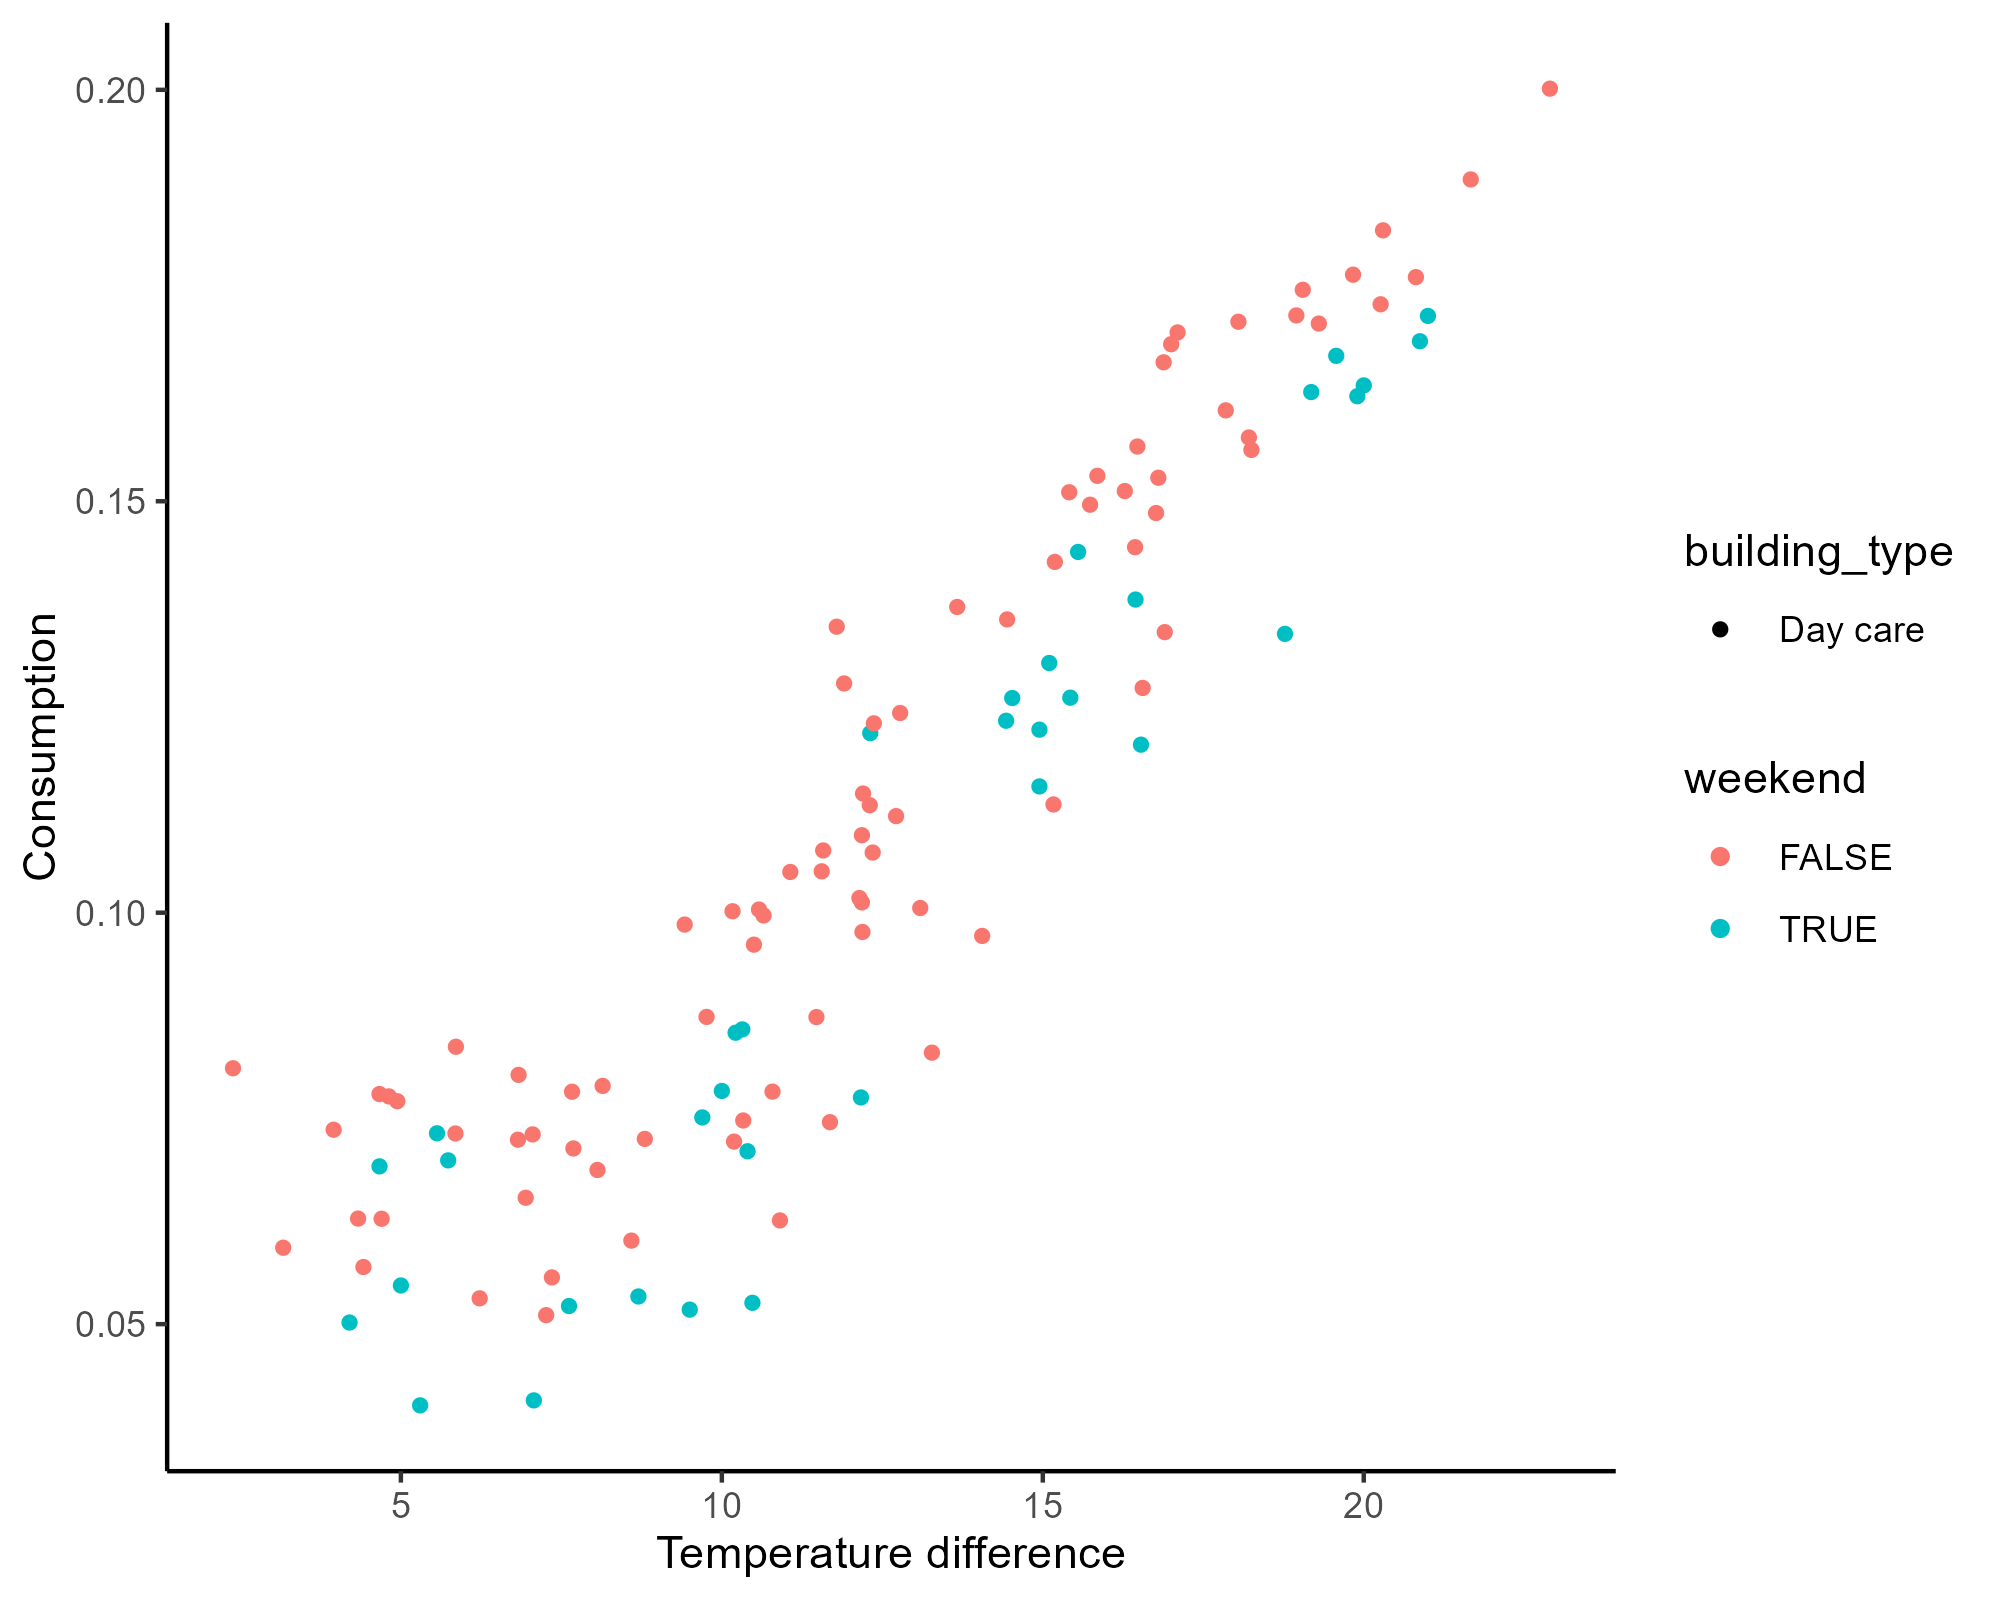 0.20
0.15
0.10
0.05
Consumption
5 10 15 20
Temperature difference
building_type
Day care
weekend
FALSE
TRUE